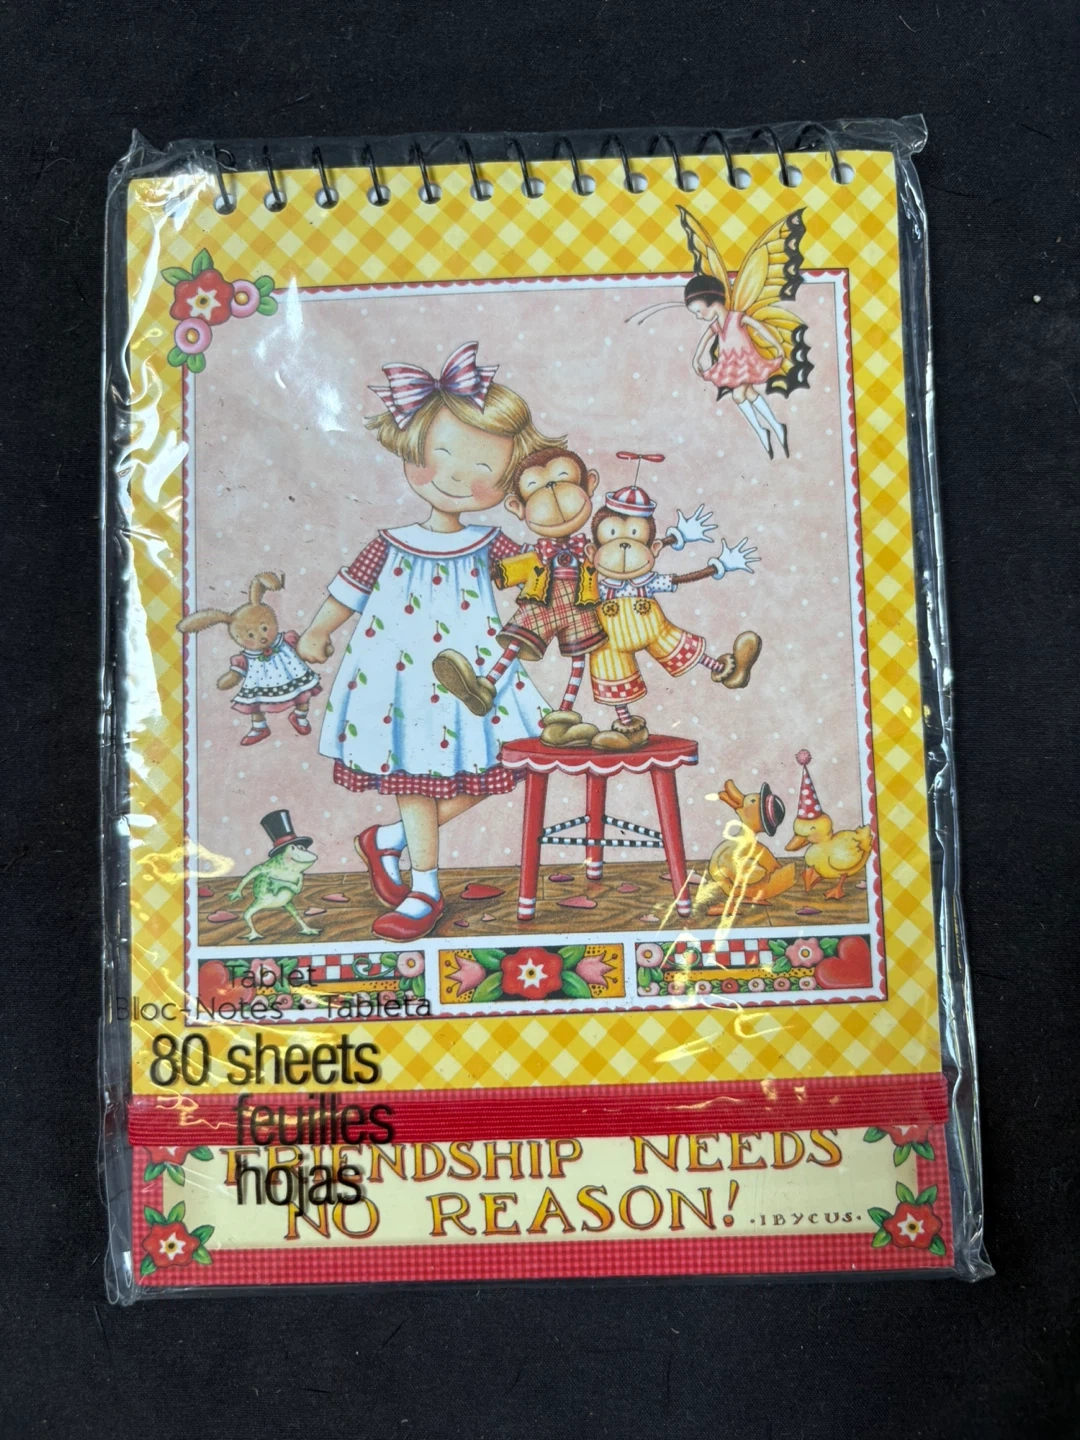 Tablet
Bloc-Notes • Tableta
80 sheets
feuilles
hojas
FRIENDSHIP NEEDS
NO REASON! ·IBYCUS·